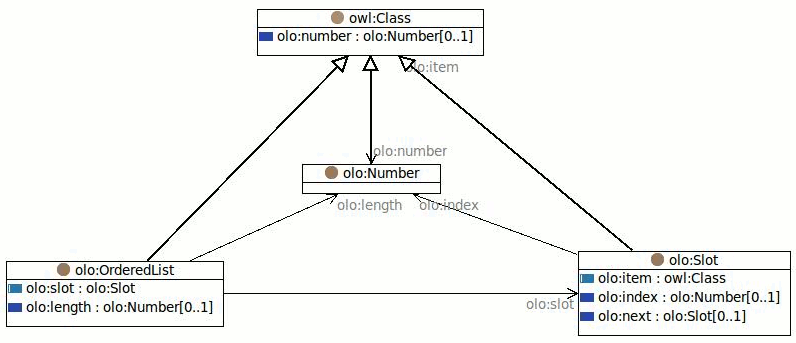 owl:Class
olo:number : olo:Number[0..1]
olo:item
olo:number
olo:Number
olo:length
olo:index
olo:OrderedList
olo:slot : olo:Slot
olo:length : olo:Number[0..1]
olo:slot
olo:Slot
olo:item : owl:Class
olo:index : olo:Number[0..1]
olo:next : olo:Slot[0..1]